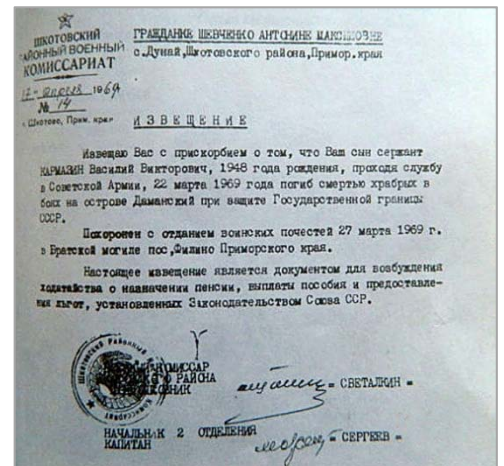 ШКОТОВСКИЙ
РАЙОННЫЙ ВОЕННЫЙ
КОМИССАРИАТ
17 апреля 1969
№ 14
г. Шкотово, Прим. края
ГРАЖДАНКЕ ШЕВЧЕНКО АНТОНИНЕ МАКСИМОВНЕ
с.Дунай,Шкотовского района,Примор.края
ИЗВЕЩЕНИЕ
Извещаю Вас с прискорбием о том, что Ваш сын сержант
КАРМАЗИН Василий Викторович, 1948 года рождения, проходя службу
в Советской Армии, 22 марта 1969 года погиб смертью храбрых в
боях на острове Даманский при защите Государственной границы
СССР.
Похоронен с отданием воинских почестей 27 марта 1969 г.
в Братской могиле пос,Филино Приморского края.
Настоящее извещение является документом для возбуждения
ходатайства о назначении пенсии, выплаты пособия и предоставле-
ния льгот, установленных Законодательством Союза ССР.
РАЙОНА
= СВЕТАЛКИН =
НАЧАЛЬНИК 2 ОТДЕЛЕНИЯ
КАПИТАН
= СЕРГЕЕВ =